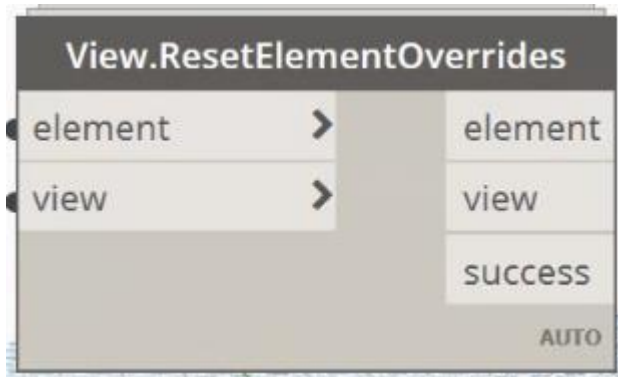 View.ResetElementOverrides
element element
view view
success
AUTO